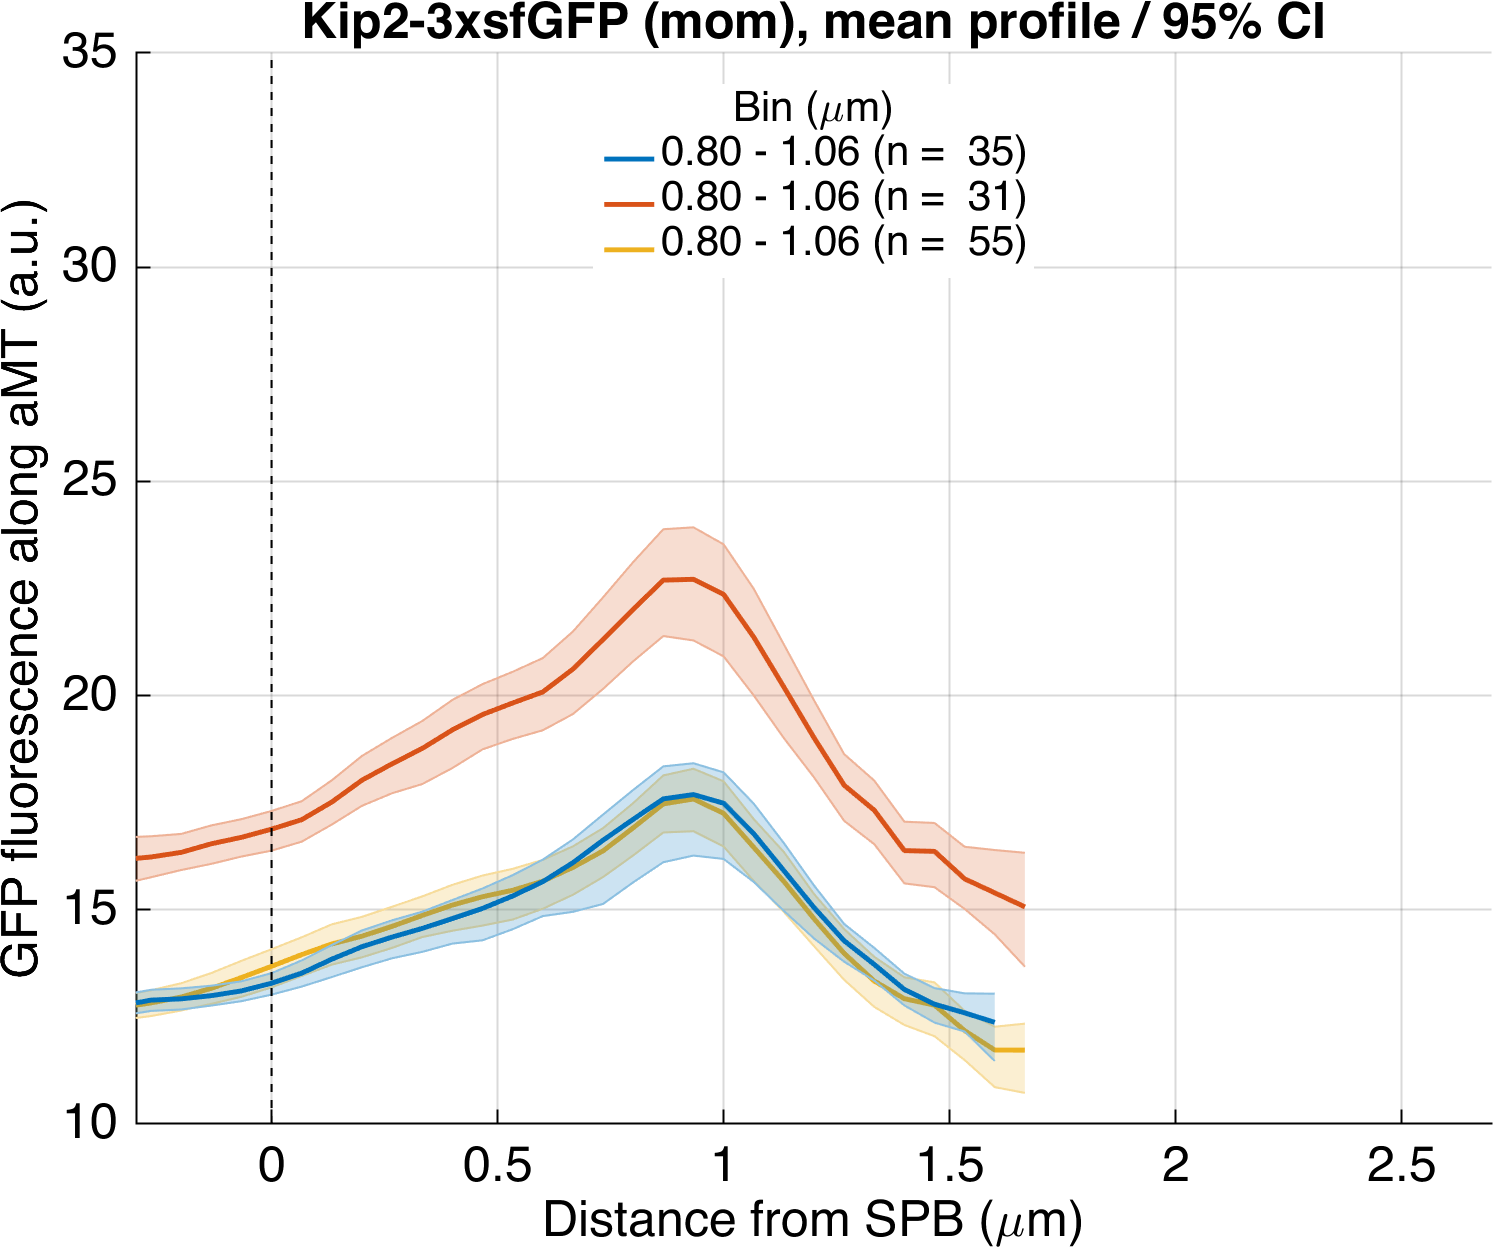 Kip2-3xsfGFP (mom), mean profile / 95% CI
Bin (μm)
0.80 - 1.06 (n = 35)
0.80 - 1.06 (n = 31)
0.80 - 1.06 (n = 55)
GFP fluorescence along aMT (a.u.)
35
30
25
20
15
10
0 0.5 1 1.5 2 2.5
Distance from SPB (μm)